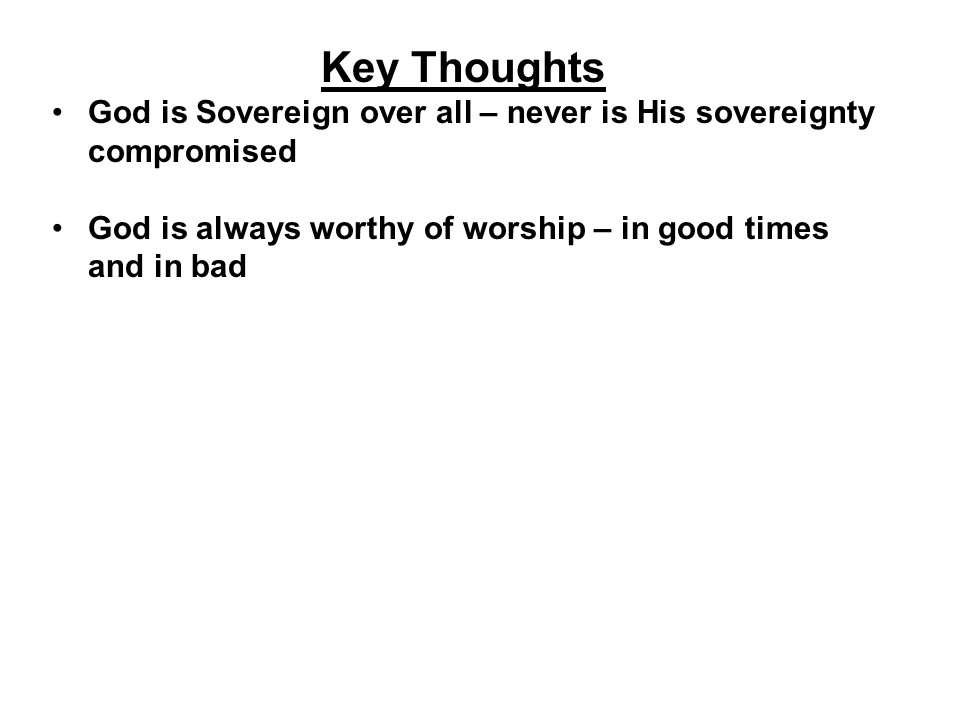 Key Thoughts
• God is Sovereign over all – never is His sovereignty
compromised
• God is always worthy of worship – in good times
and in bad